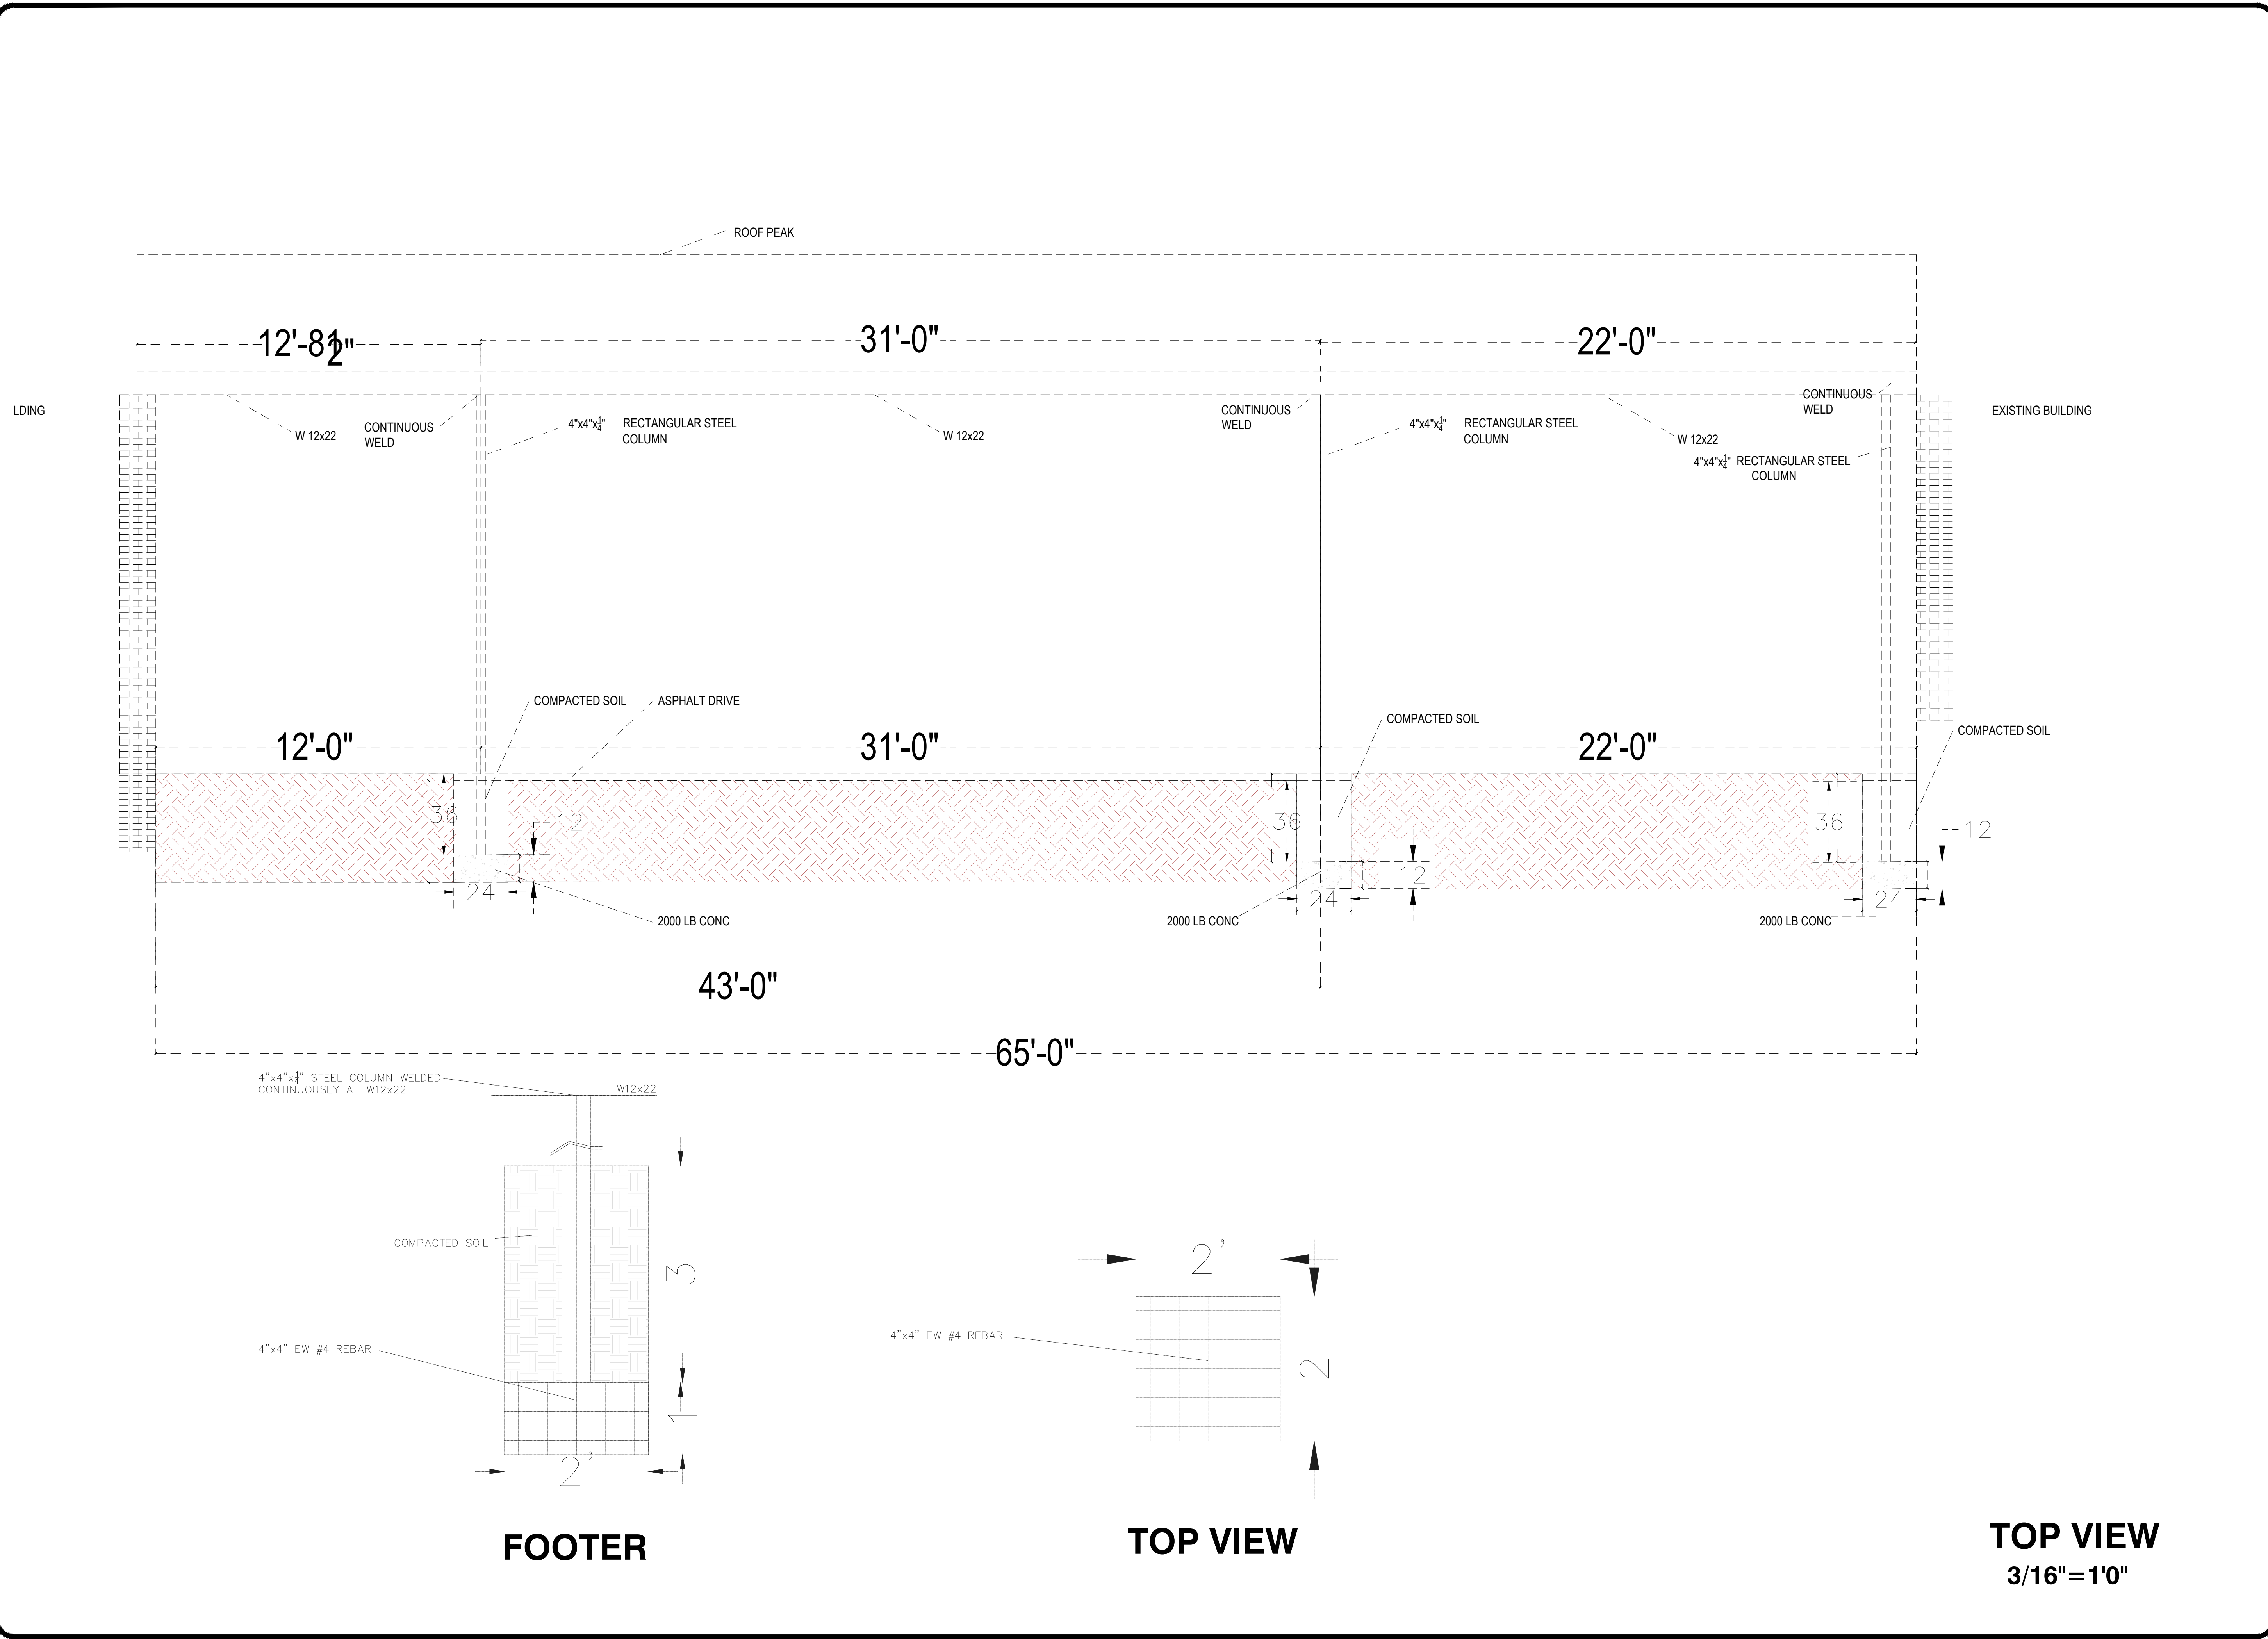 ROOF PEAK
12'-8 1/2"
31'-0"
22'-0"
LDING
W 12x22
CONTINUOUS
WELD
4"x4"x1/4" RECTANGULAR STEEL
COLUMN
W 12x22
CONTINUOUS
WELD
4"x4"x1/4" RECTANGULAR STEEL
COLUMN
W 12x22
CONTINUOUS
WELD
4"x4"x1/4" RECTANGULAR STEEL
COLUMN
EXISTING BUILDING
COMPACTED SOIL
ASPHALT DRIVE
COMPACTED SOIL
COMPACTED SOIL
12'-0"
31'-0"
22'-0"
36
12
24
36
12
24
36
12
24
2000 LB CONC
2000 LB CONC
2000 LB CONC
43'-0"
65'-0"
4"x4"x1/4" STEEL COLUMN WELDED
CONTINUOUSLY AT W12x22
W12x22
COMPACTED SOIL
3
4"x4" EW #4 REBAR
1
2'
FOOTER
2'
4"x4" EW #4 REBAR
2
TOP VIEW
TOP VIEW
3/16"=1'0"